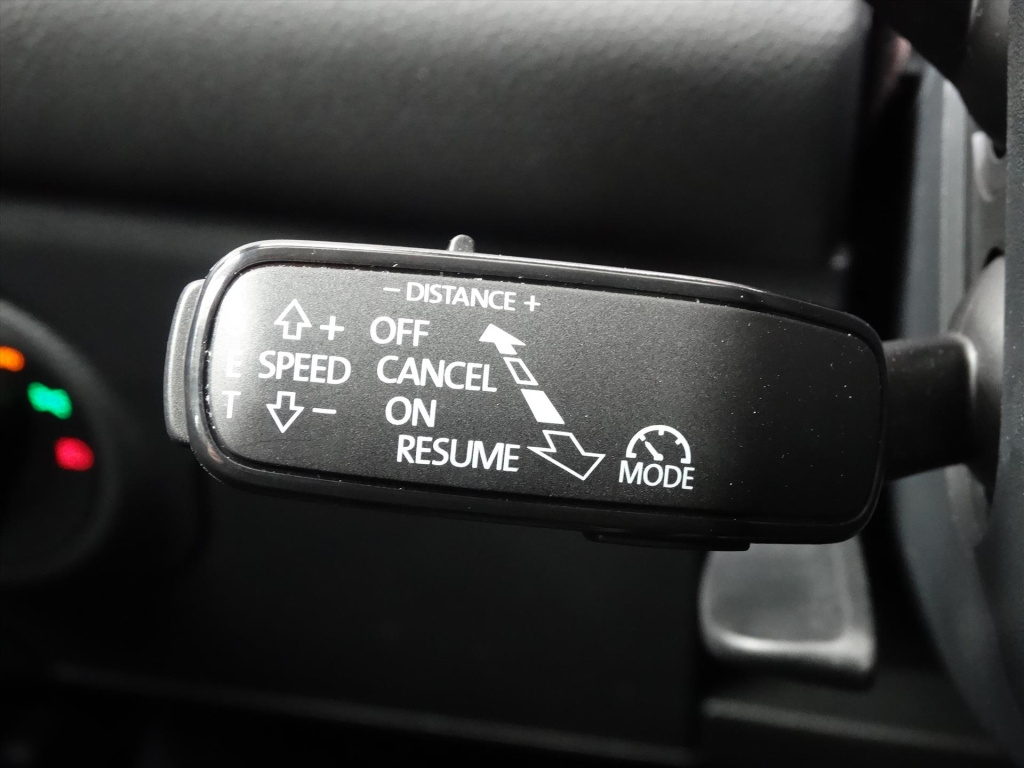 − DISTANCE +
+ OFF
E SPEED CANCEL
T − ON
RESUME
MODE